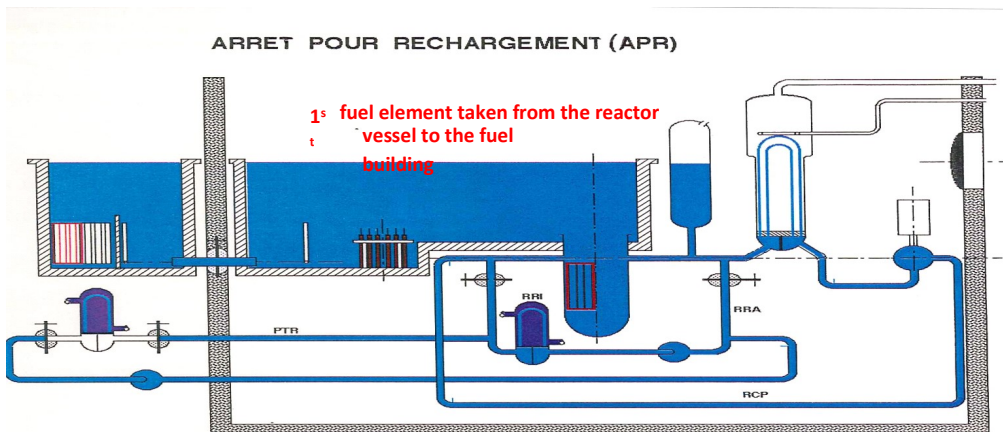 ARRET POUR RECHARGEMENT (APR)
1st fuel element taken from the reactor
vessel to the fuel
building
RRI
RRA
PTR
RCP